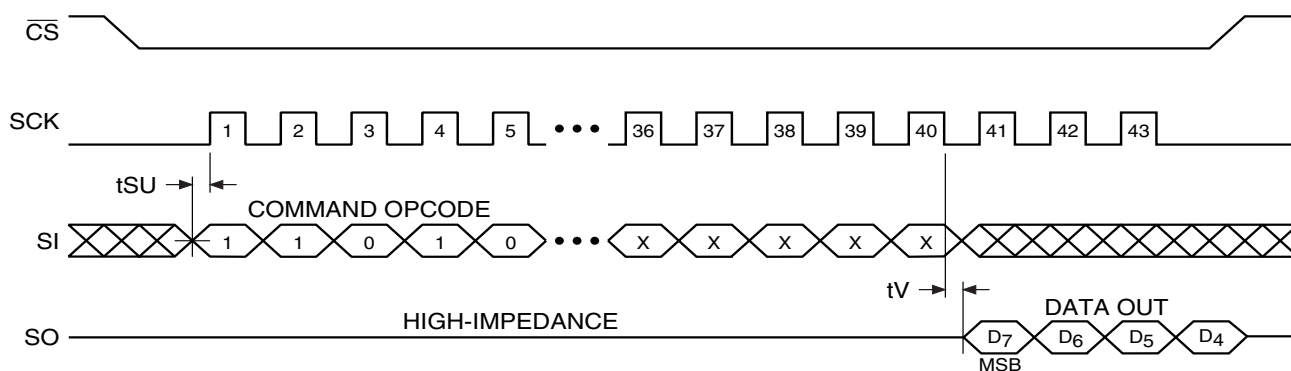 CS
SCK
1 2 3 4 5 ••• 36 37 38 39 40 41 42 43
tSU
COMMAND OPCODE
SI
1 1 0 1 0 ••• X X X X X
tV
HIGH-IMPEDANCE
DATA OUT
SO
D7 D6 D5 D4
MSB